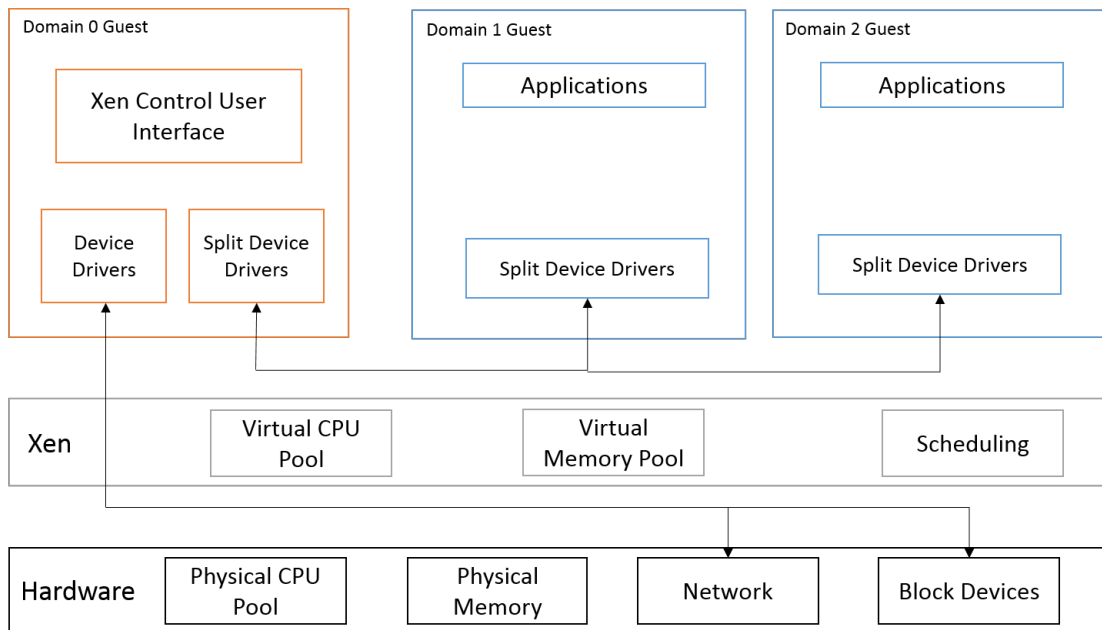 Domain 0 Guest
Xen Control User
Interface
Device
Drivers
Split Device
Drivers
Domain 1 Guest
Applications
Split Device Drivers
Domain 2 Guest
Applications
Split Device Drivers
Xen
Virtual CPU
Pool
Virtual
Memory Pool
Scheduling
Hardware
Physical CPU
Pool
Physical
Memory
Network
Block Devices